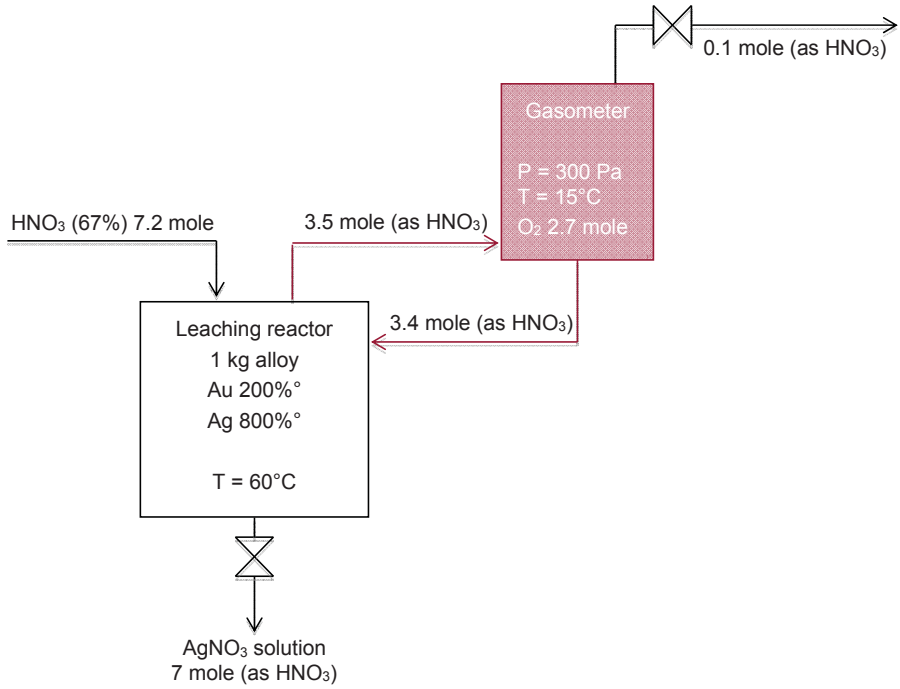 0.1 mole (as HNO₃)
Gasometer
P = 300 Pa
T = 15°C
O₂ 2.7 mole
HNO₃ (67%) 7.2 mole
3.5 mole (as HNO₃)
3.4 mole (as HNO₃)
Leaching reactor
1 kg alloy
Au 200%°
Ag 800%°
T = 60°C
AgNO₃ solution
7 mole (as HNO₃)